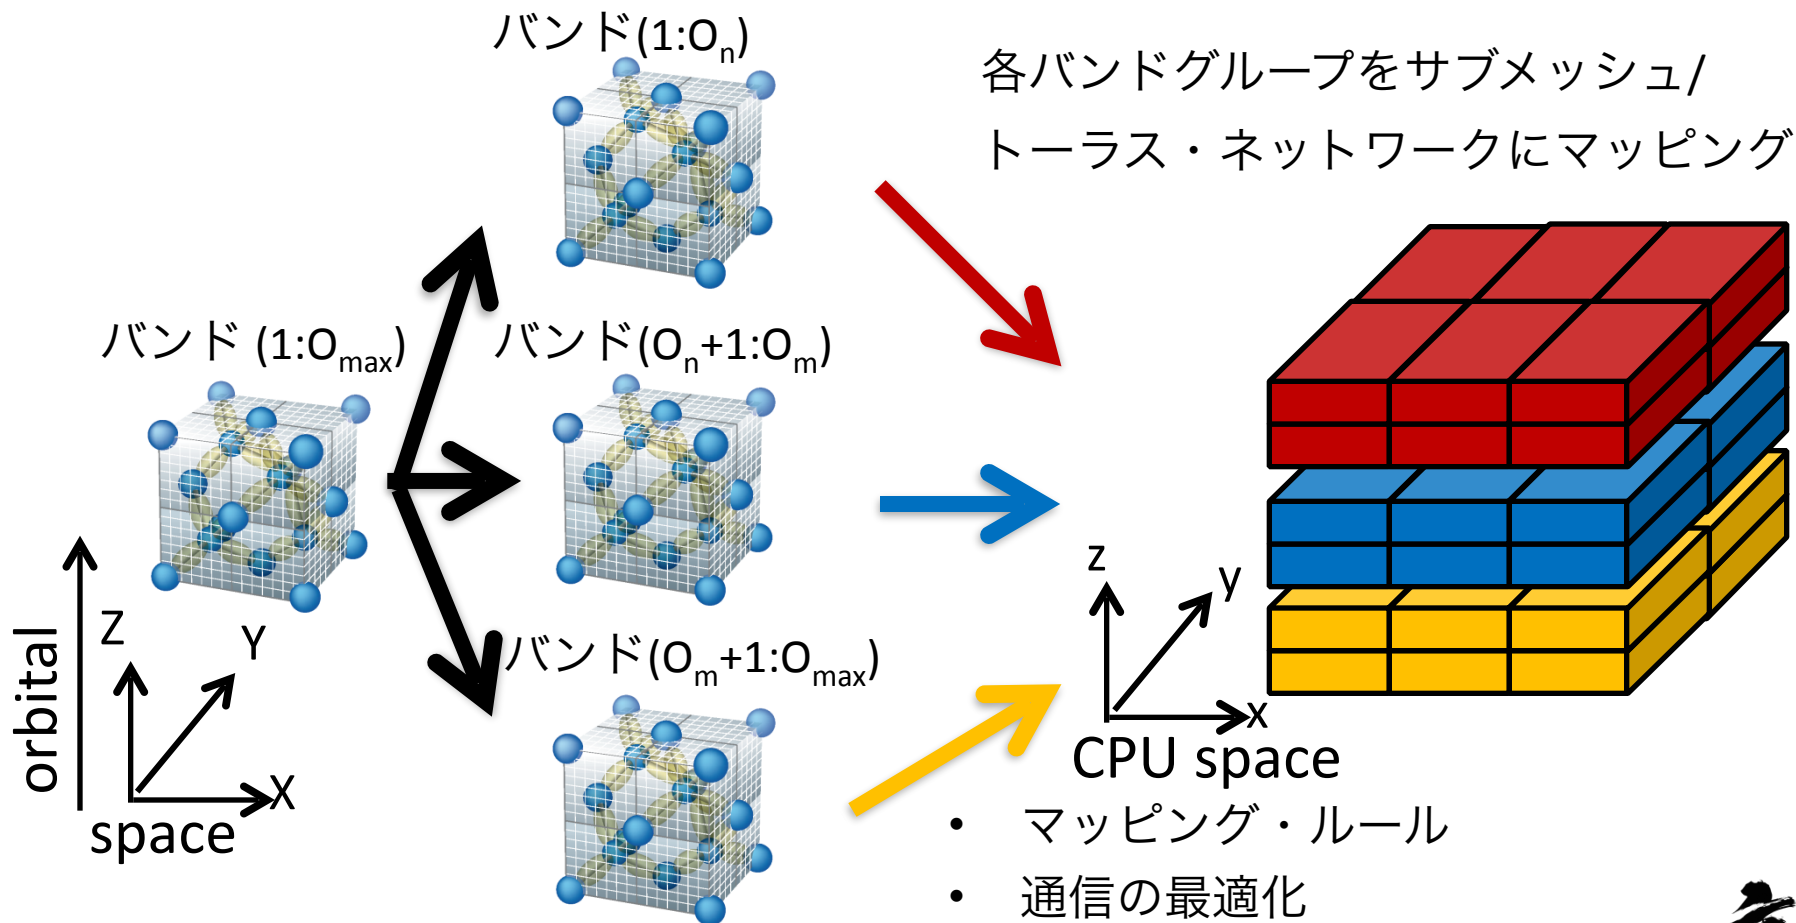 バンド(1:On)
各バンドグループをサブメッシュ/
トーラス・ネットワークにマッピング
バンド (1:Omax)
バンド(On+1:Om)
バンド(Om+1:Omax)
orbital
Z
Y
X
space
z
y
x
CPU space
• マッピング・ルール
• 通信の最適化